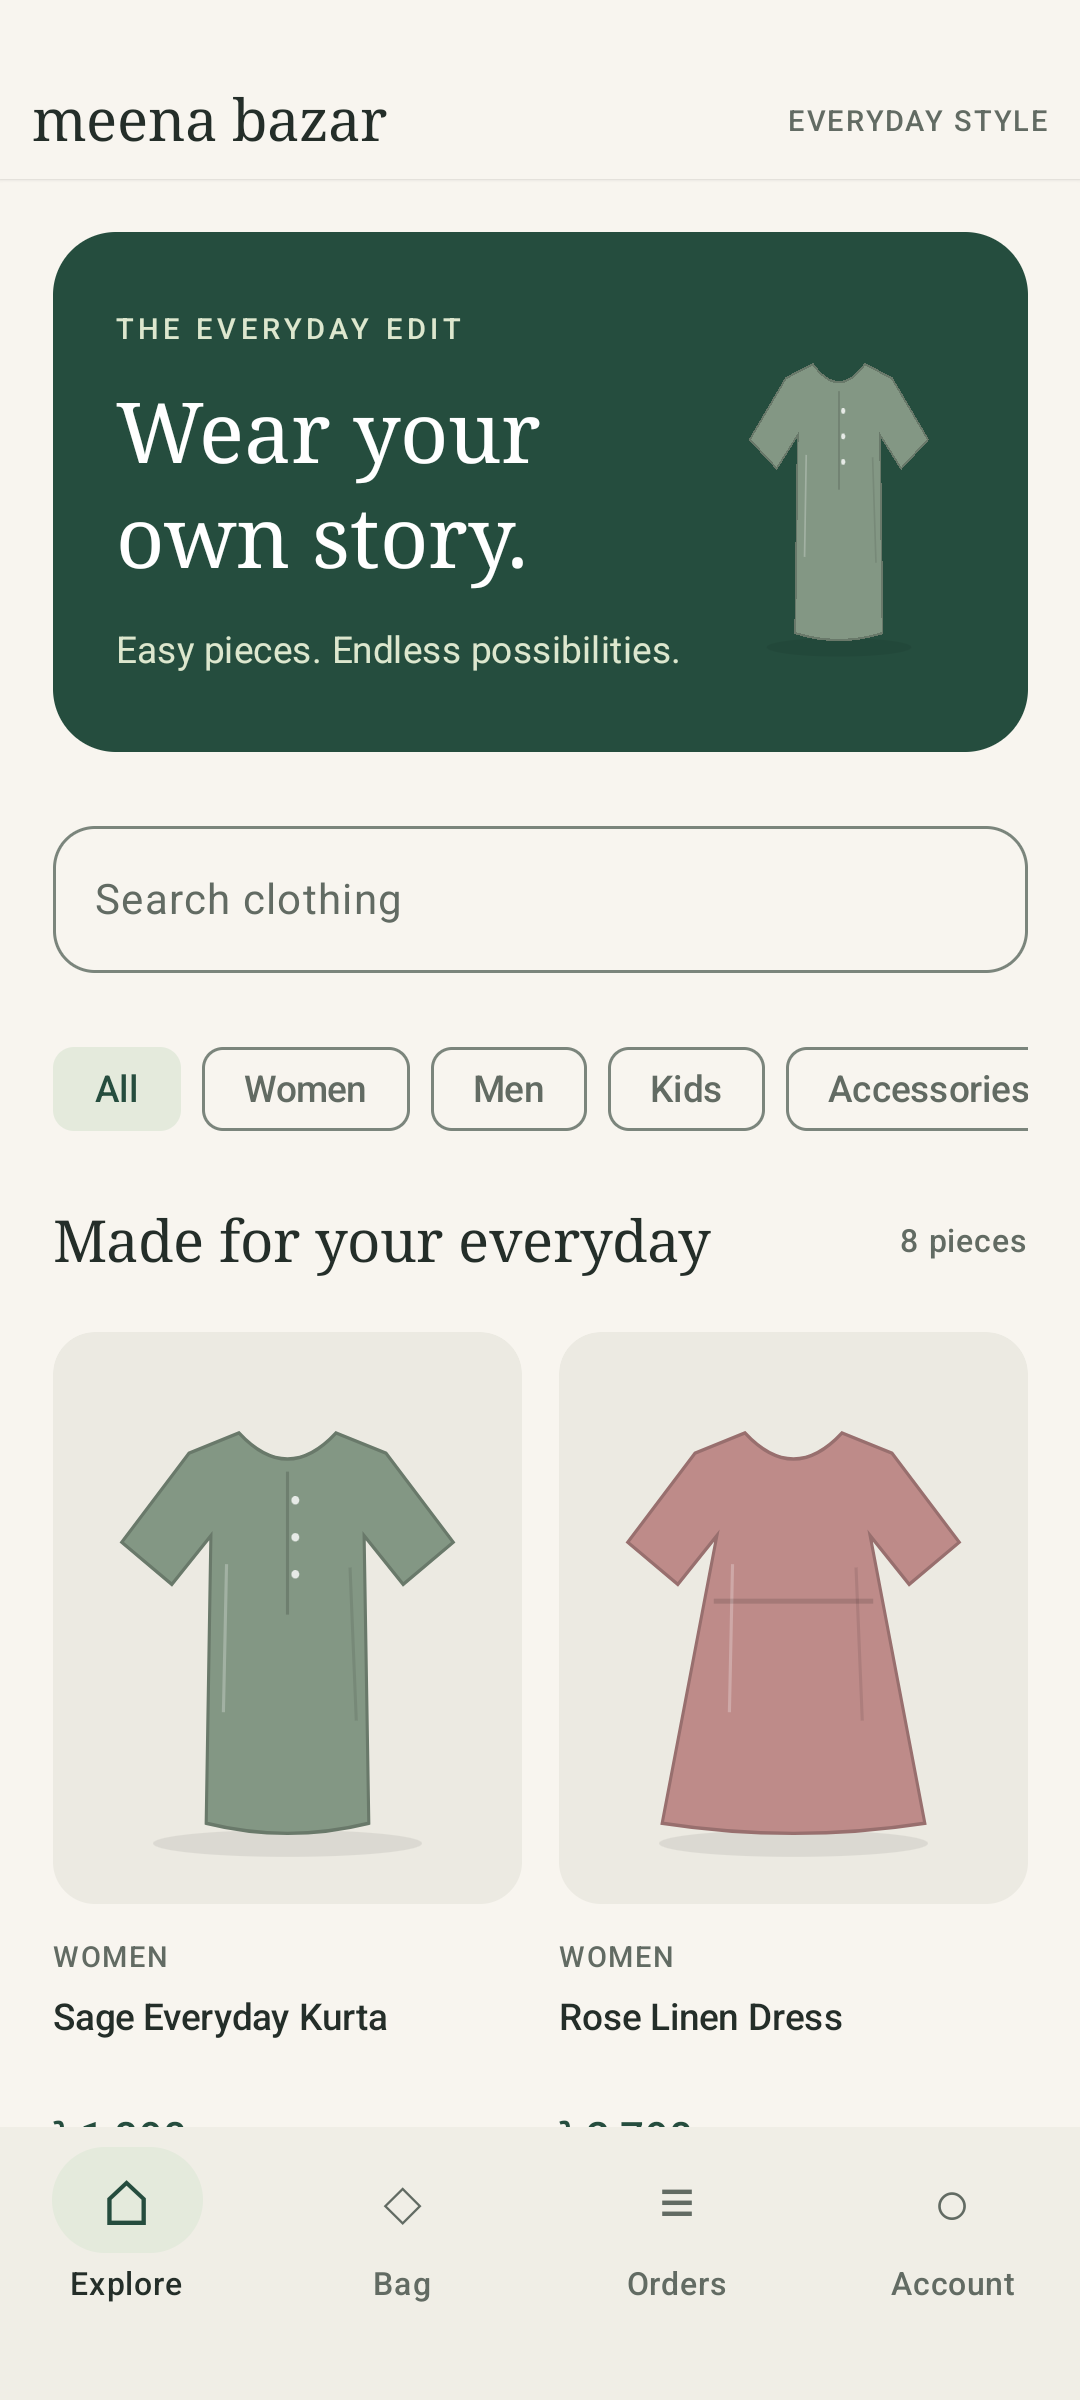 meena bazar
EVERYDAY STYLE
THE EVERYDAY EDIT
Wear your
own story.
Easy pieces. Endless possibilities.
Search clothing
All
Women
Men
Kids
Accessories
Made for your everyday
8 pieces
WOMEN
Sage Everyday Kurta
WOMEN
Rose Linen Dress
Explore
Bag
Orders
Account